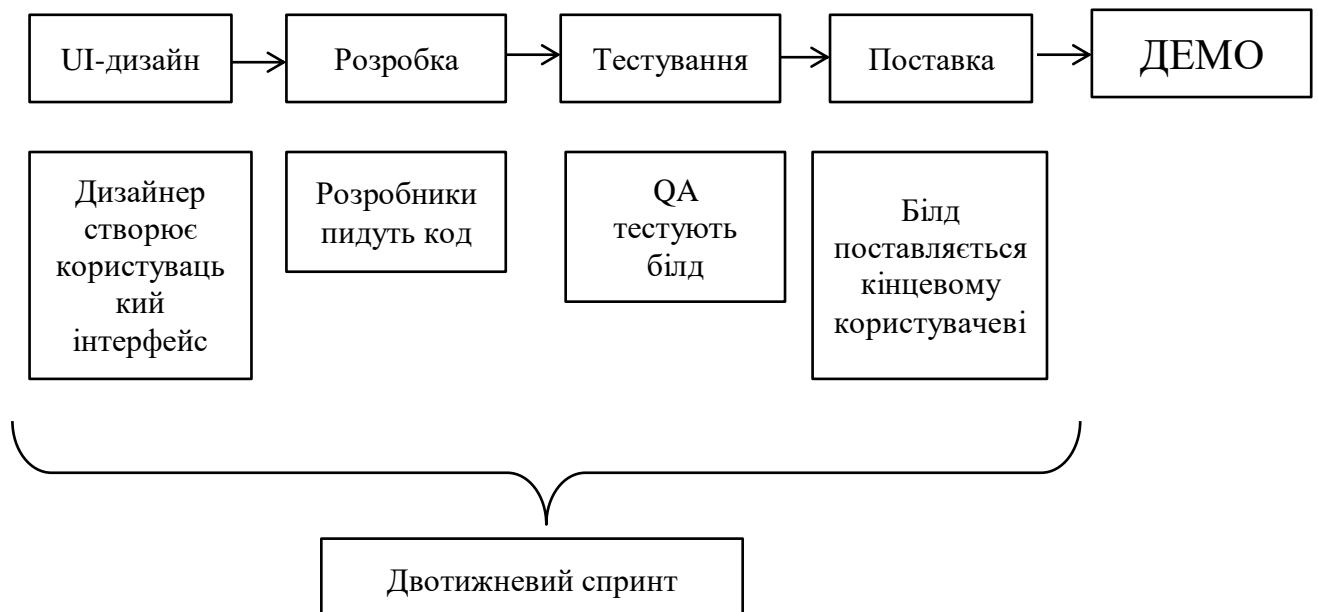 UI-дизайн
Розробка
Тестування
Поставка
ДЕМО
Дизайнер
створює
користуваць
кий
інтерфейс
Розробники
пидуть код
QA
тестують
білд
Білд
поставляється
кінцевому
користувачеві
Двотижневий спринт